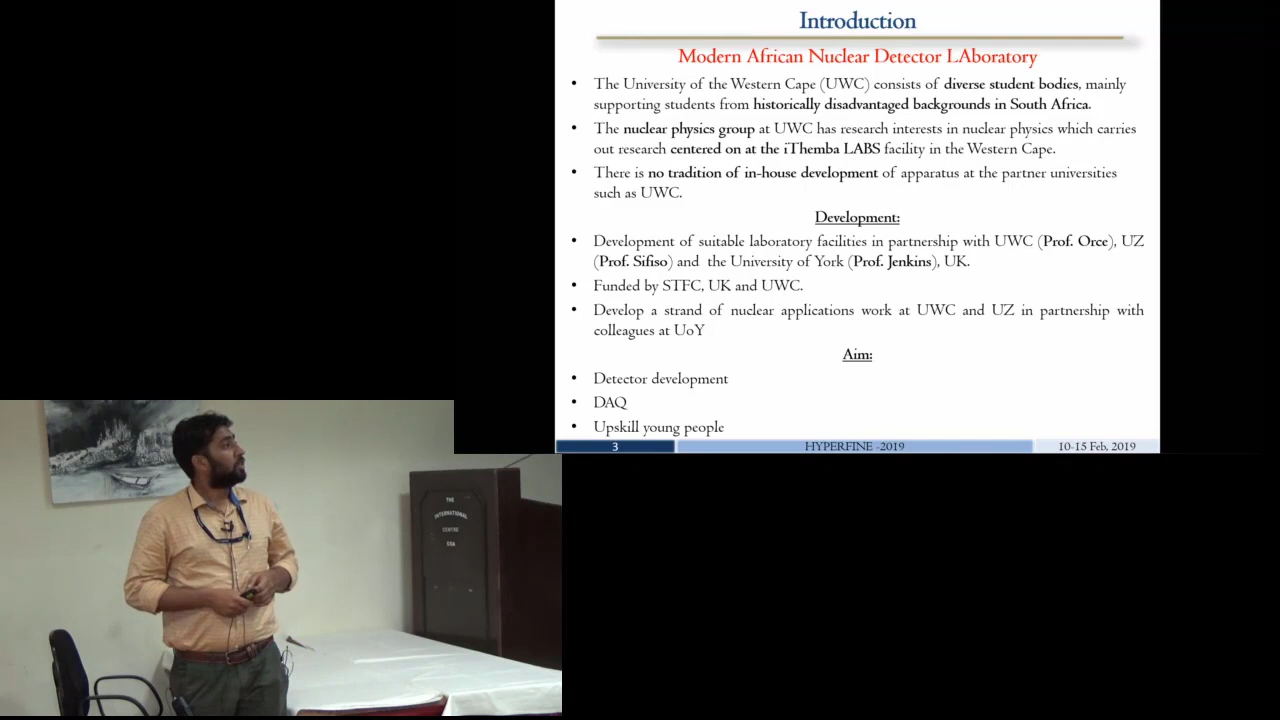 Introduction
Modern African Nuclear Detector LAboratory
• The University of the Western Cape (UWC) consists of diverse student bodies, mainly
supporting students from historically disadvantaged backgrounds in South Africa.
• The nuclear physics group at UWC has research interests in nuclear physics which carries
out research centered on at the iThemba LABS facility in the Western Cape.
• There is no tradition of in-house development of apparatus at the partner universities
such as UWC.
Development:
• Development of suitable laboratory facilities in partnership with UWC (Prof. Orce), UZ
(Prof. Sifiso) and the University of York (Prof. Jenkins), UK.
• Funded by STFC, UK and UWC.
• Develop a strand of nuclear applications work at UWC and UZ in partnership with
colleagues at UoY
Aim:
• Detector development
• DAQ
• Upskill young people
3 HYPERFINE -2019 10-15 Feb, 2019
THE
INTERNATIONAL
CENTRE
GOA